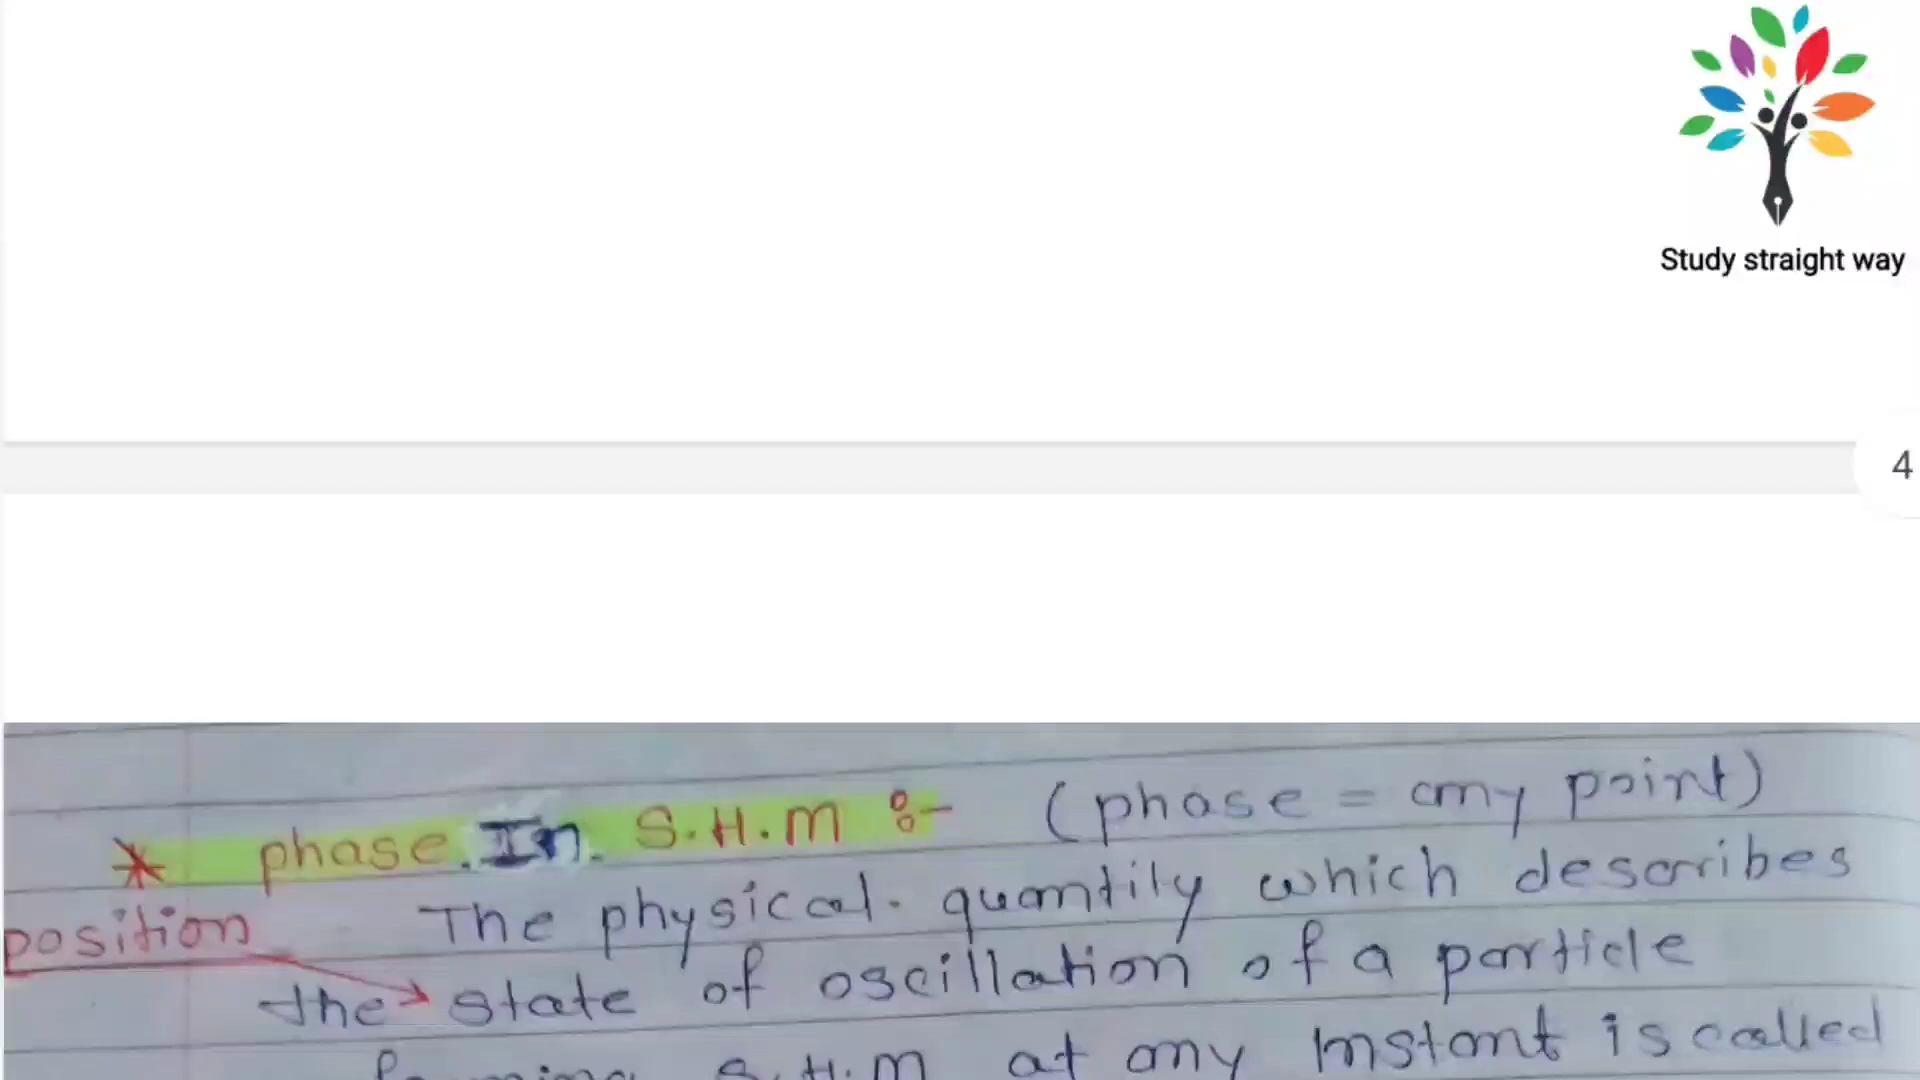 Study straight way
4
* phase. In. S.H.M :- (phase = any point)
position The physical. quantily which describes
the state of oscillation of a particle
S.H.M at any Instant is called